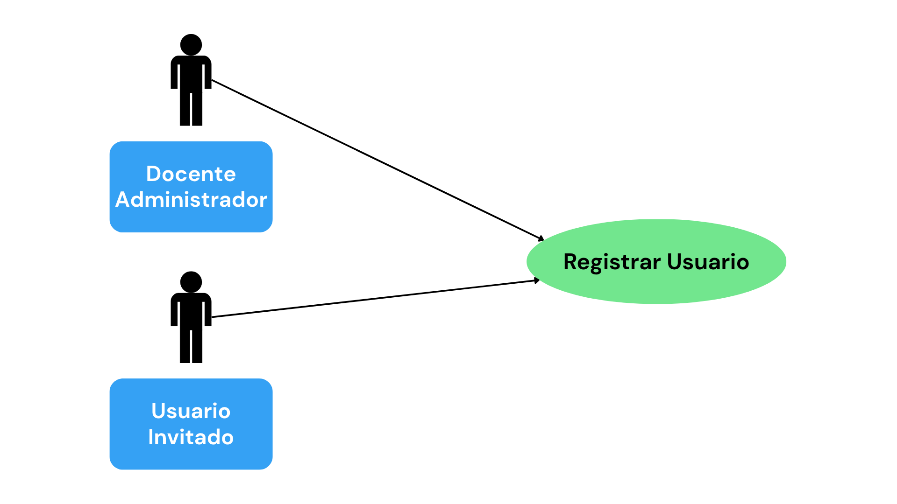 Docente
Administrador
Registrar Usuario
Usuario
Invitado